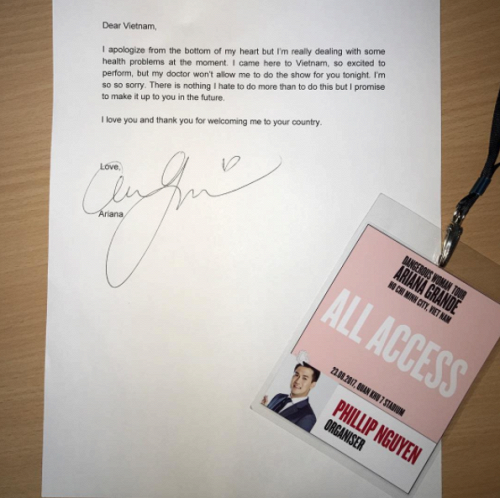 Dear Vietnam,
I apologize from the bottom of my heart but I'm really dealing with some
health problems at the moment. I came here to Vietnam, so excited to
perform, but my doctor won't allow me to do the show for you tonight. I'm
so so sorry. There is nothing I hate to do more than to do this but I promise
to make it up to you in the future.
I love you and thank you for welcoming me to your country.
Love,
Ariana
DANGEROUS WOMAN TOUR
ARIANA GRANDE
HO CHI MINH CITY, VIET NAM
ALL ACCESS
23.08.2017, QUAN KHU 7 STADIUM
PHILLIP NGUYEN
ORGANISER